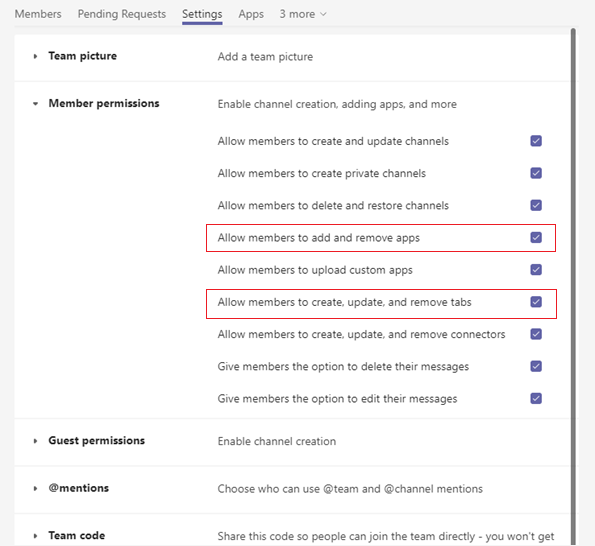 Members Pending Requests Settings Apps 3 more
Team picture Add a team picture
Member permissions Enable channel creation, adding apps, and more
Allow members to create and update channels
Allow members to create private channels
Allow members to delete and restore channels
Allow members to add and remove apps
Allow members to upload custom apps
Allow members to create, update, and remove tabs
Allow members to create, update, and remove connectors
Give members the option to delete their messages
Give members the option to edit their messages
Guest permissions Enable channel creation
@mentions Choose who can use @team and @channel mentions
Team code Share this code so people can join the team directly - you won't get